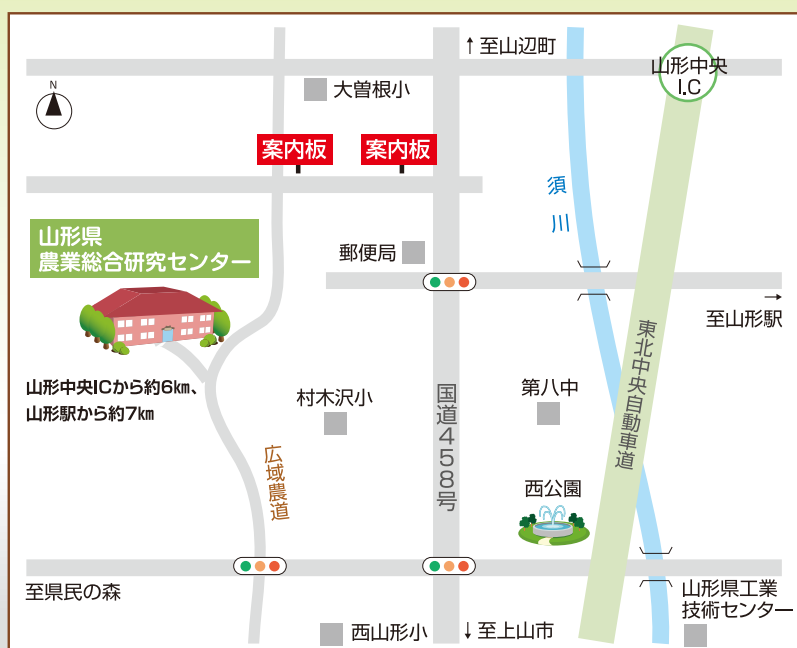 ↑至山辺町
山形中央
I.C
N
大曽根小
案内板
案内板
須川
山形県
農業総合研究センター
郵便局
→
至山形駅
山形中央ICから約6km、
山形駅から約7km
村木沢小
国道458号
第八中
東北中央自動車道
広域農道
西公園
至県民の森
山形県工業
技術センター
西山形小
↓至上山市